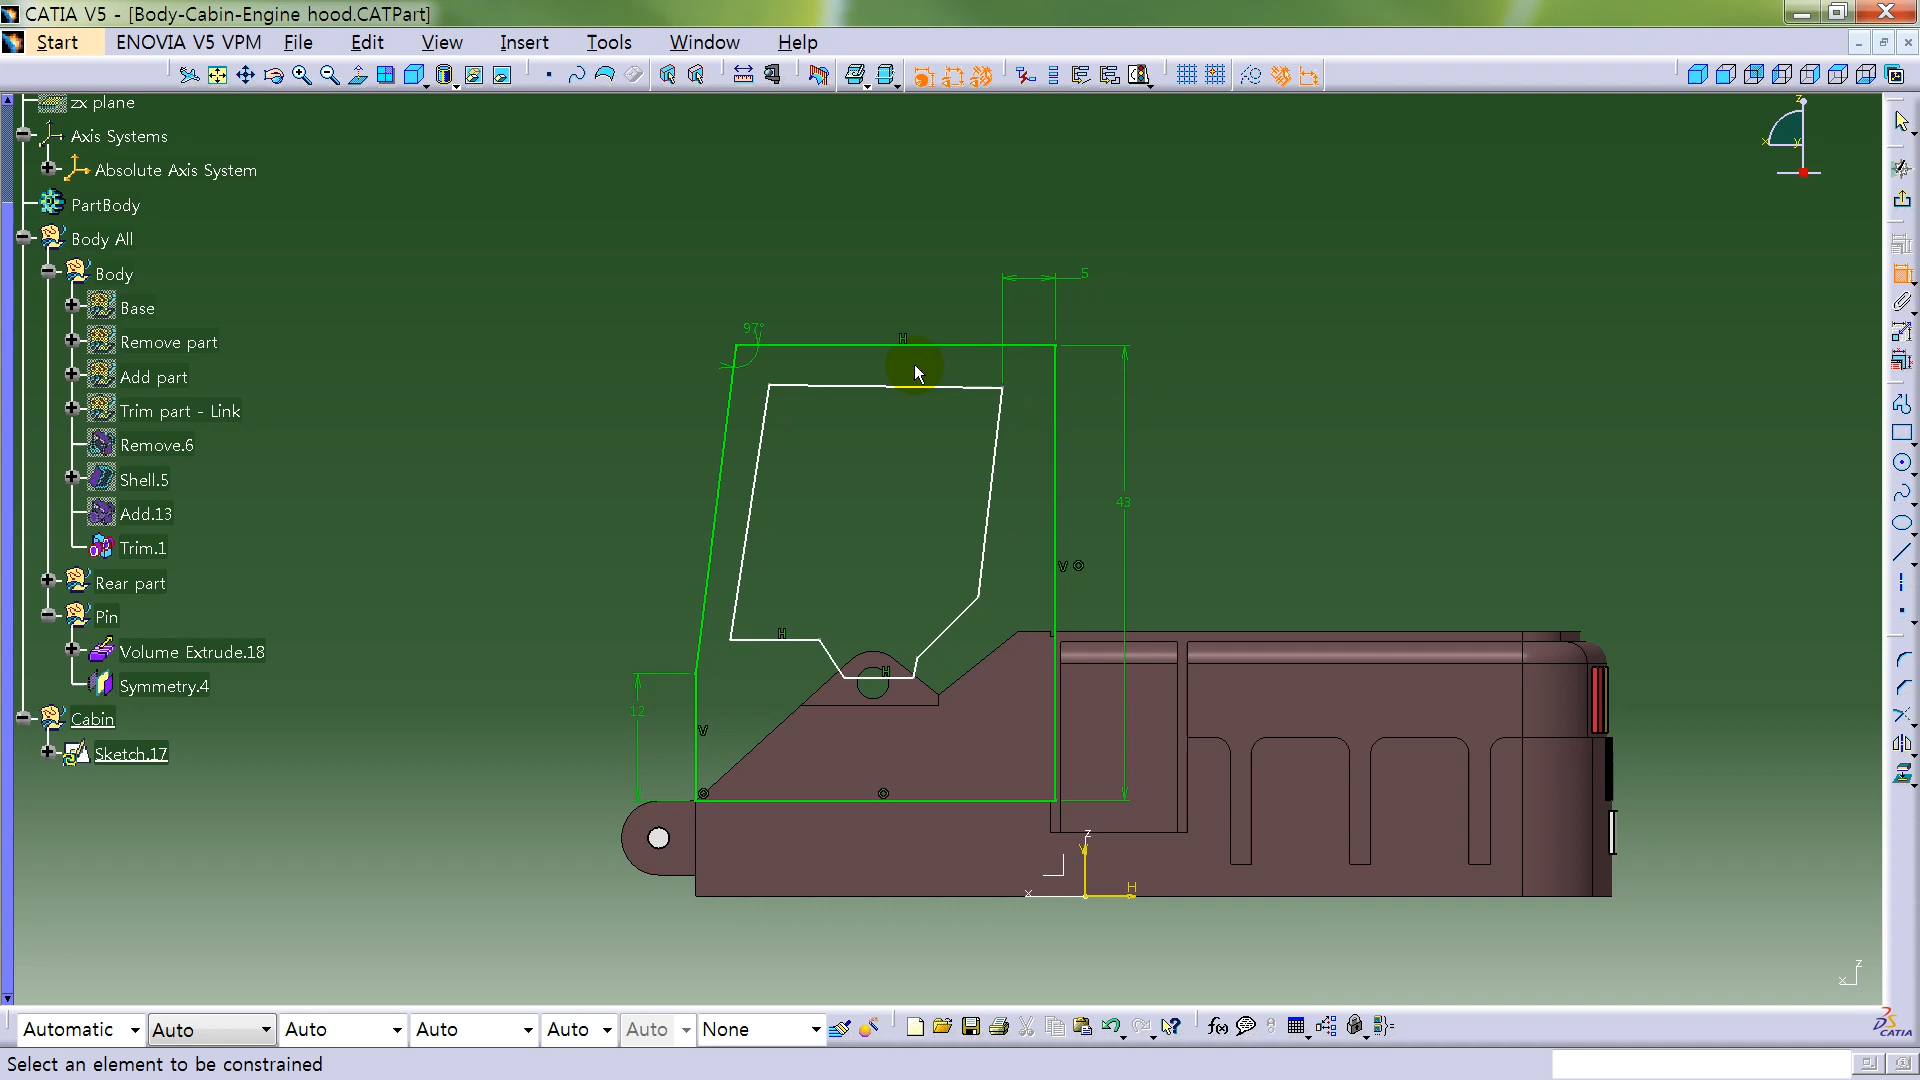 CATIA V5 - [Body-Cabin-Engine hood.CATPart]
Start ENOVIA V5 VPM File Edit View Insert Tools Window Help
zx plane
Axis Systems
Absolute Axis System
PartBody
Body All
Body
Base
Remove part
Add part
Trim part - Link
Remove.6
Shell.5
Add.13
Trim.1
Rear part
Pin
Volume Extrude.18
Symmetry.4
Cabin
Sketch.17
z
x
y
5
97°
H
43
V
H
H
12
V
z
V
H
x
z
x
Automatic Auto Auto Auto Auto Auto None
f(x)
CATIA
Select an element to be constrained